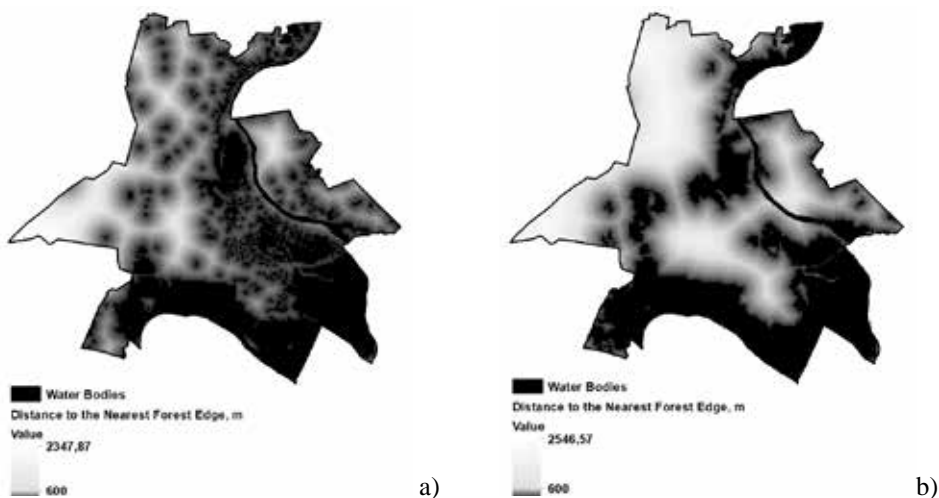 Water Bodies
Distance to the Nearest Forest Edge, m
Value
2347,87
600
a)
Water Bodies
Distance to the Nearest Forest Edge, m
Value
2546,57
600
b)